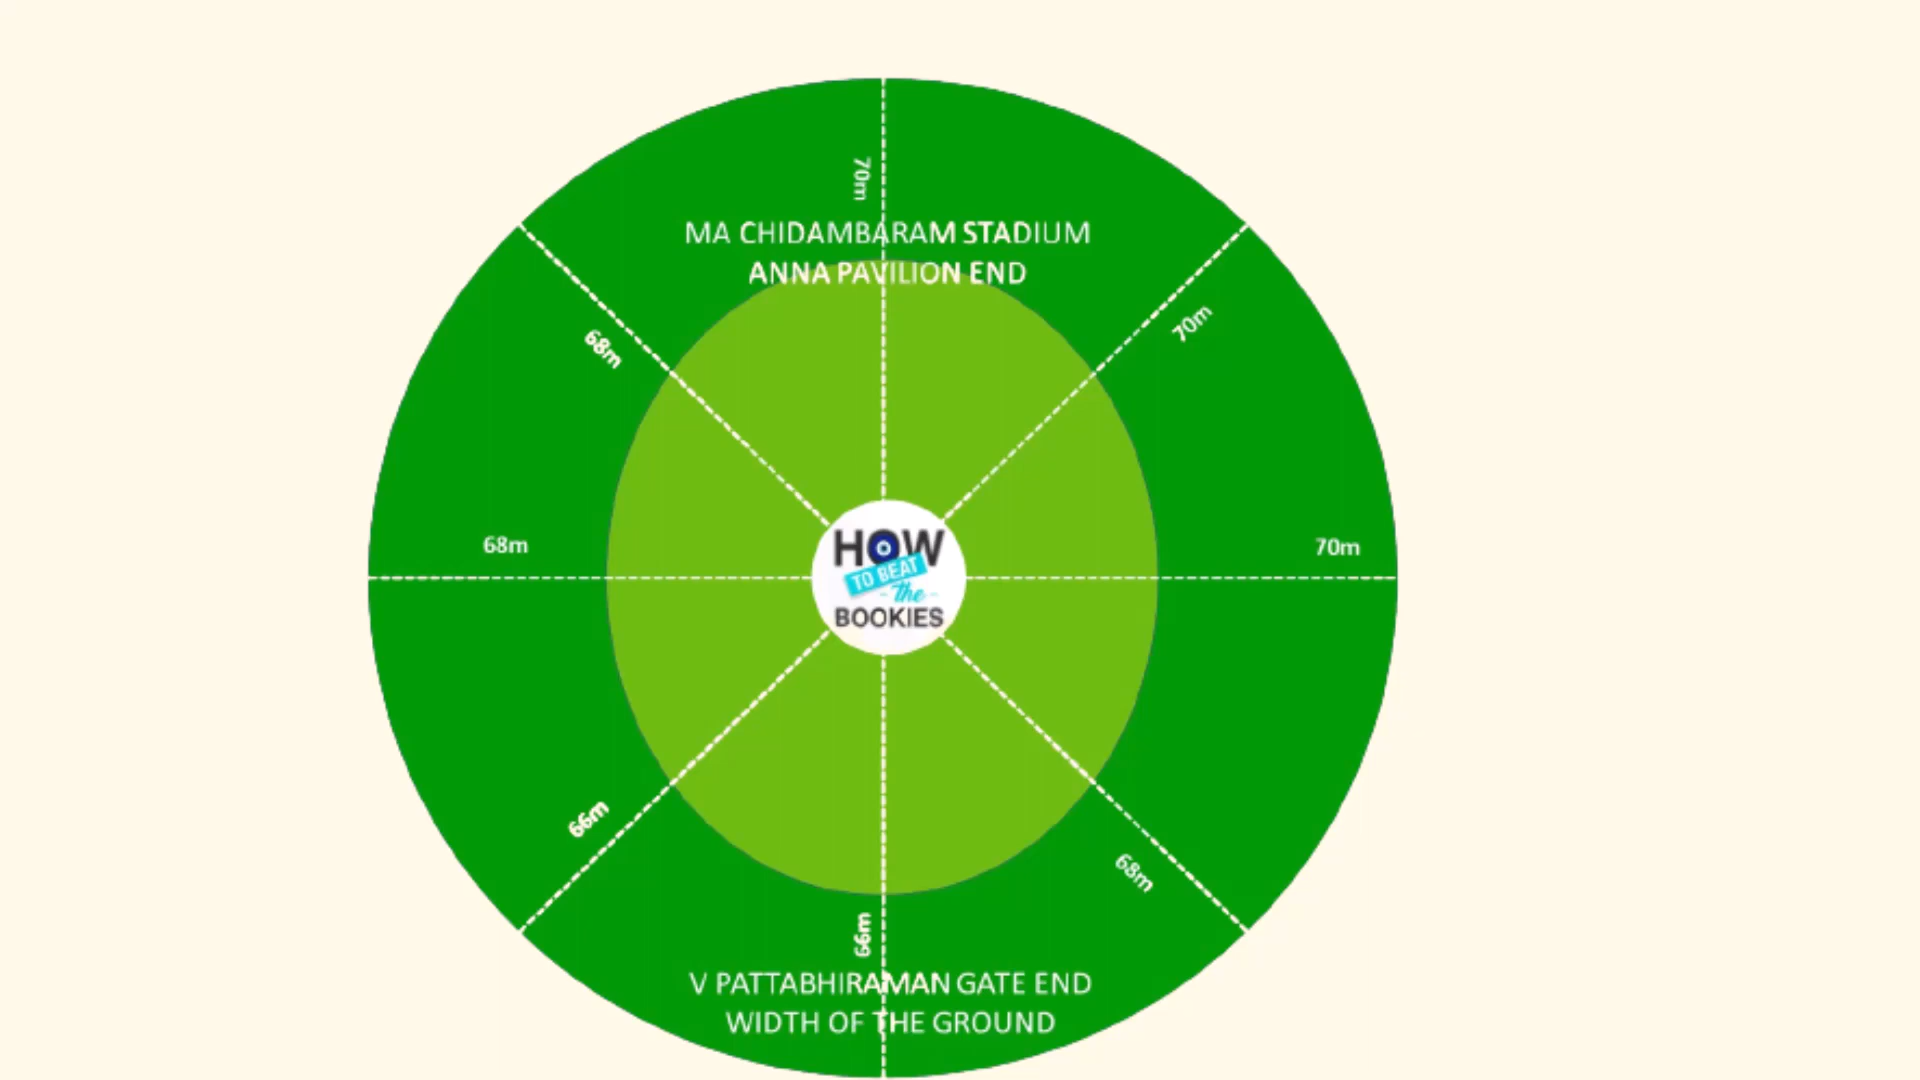 70m
MA CHIDAMBARAM STADIUM
ANNA PAVILION END
70m
68m
68m
70m
HOW
TO BEAT
- the -
BOOKIES
66m
68m
66m
V PATTABHIRAMAN GATE END
WIDTH OF THE GROUND